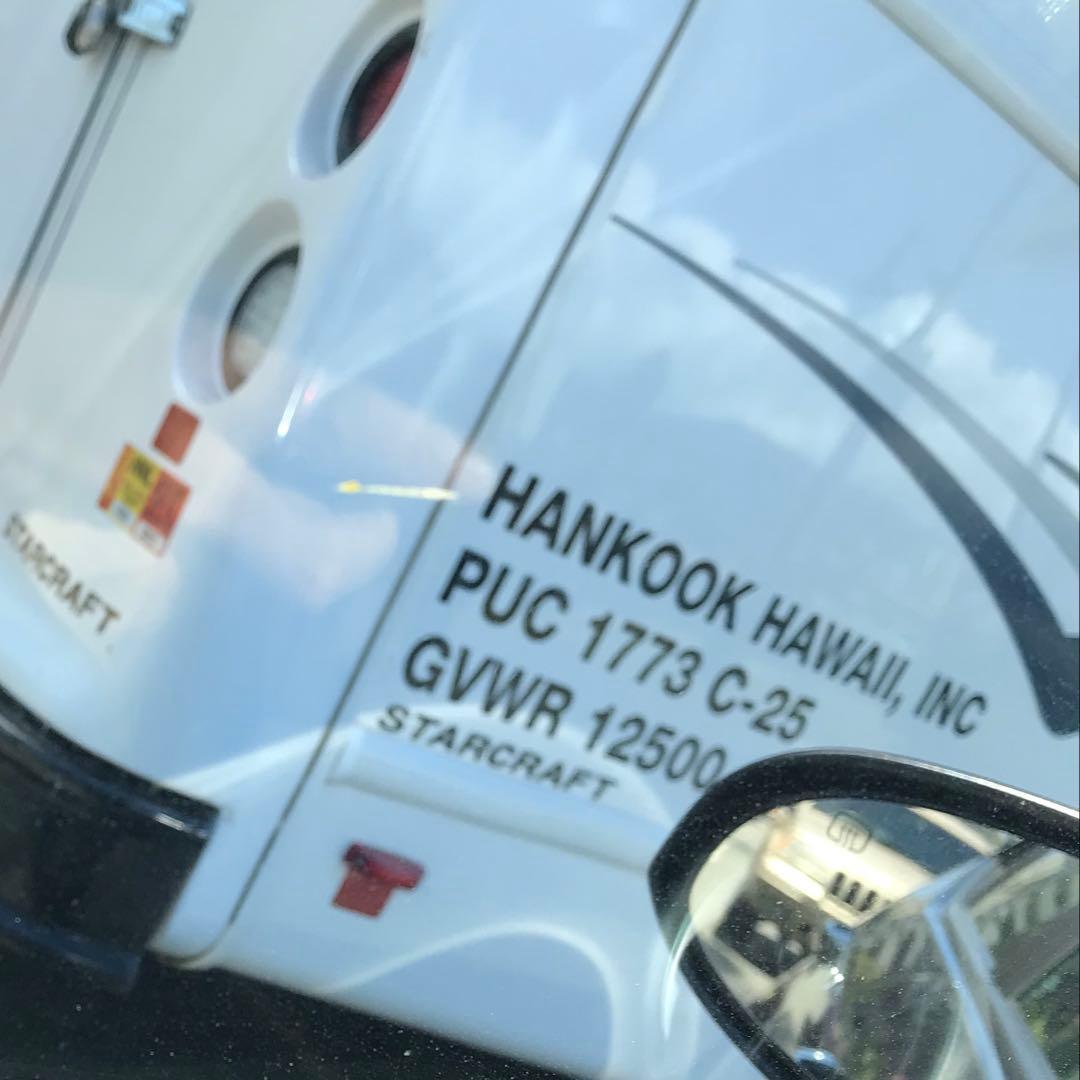 HANKOOK HAWAII, INC
PUC 1773 C-25
GVWR 12500
STARCRAFT
STARCRAFT